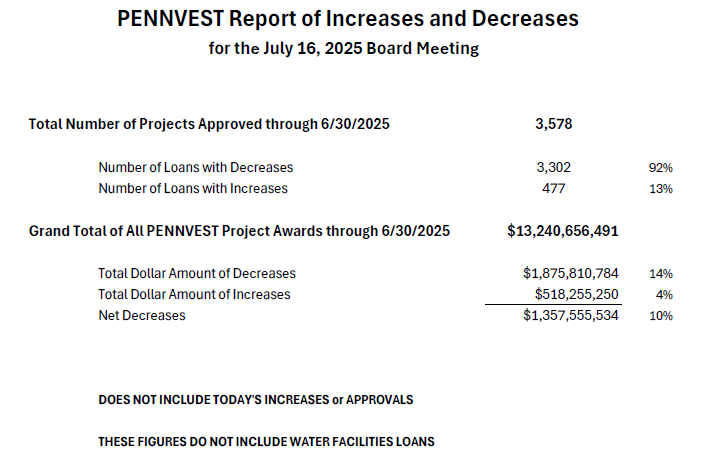 PENNVEST Report of Increases and Decreases
for the July 16, 2025 Board Meeting
Total Number of Projects Approved through 6/30/2025 3,578
Number of Loans with Decreases 3,302 92%
Number of Loans with Increases 477 13%
Grand Total of All PENNVEST Project Awards through 6/30/2025 $13,240,656,491
Total Dollar Amount of Decreases $1,875,810,784 14%
Total Dollar Amount of Increases $518,255,250 4%
Net Decreases $1,357,555,534 10%
DOES NOT INCLUDE TODAY'S INCREASES or APPROVALS
THESE FIGURES DO NOT INCLUDE WATER FACILITIES LOANS